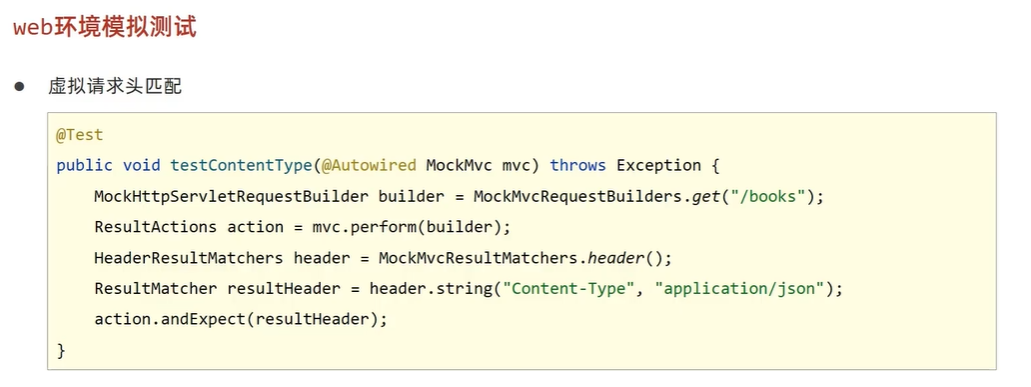 web环境模拟测试
● 虚拟请求头匹配
@Test
public void testContentType(@Autowired MockMvc mvc) throws Exception {
    MockHttpServletRequestBuilder builder = MockMvcRequestBuilders.get("/books");
    ResultActions action = mvc.perform(builder);
    HeaderResultMatchers header = MockMvcResultMatchers.header();
    ResultMatcher resultHeader = header.string("Content-Type", "application/json");
    action.andExpect(resultHeader);
}